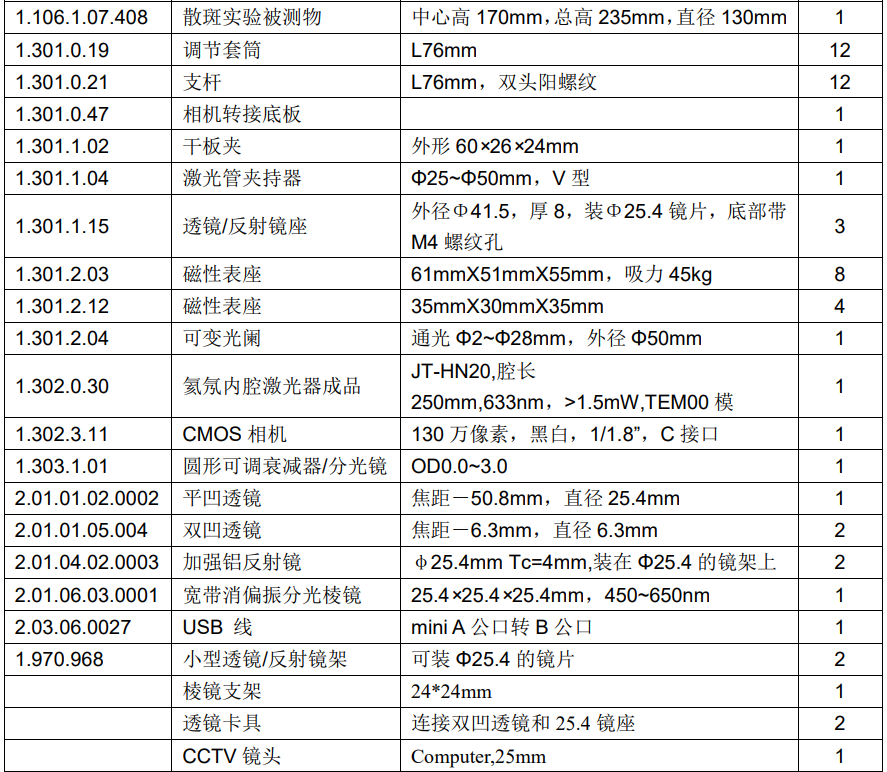 1.106.1.07.408 散斑实验被测物 中心高 170mm，总高 235mm，直径 130mm 1
1.301.0.19 调节套筒 L76mm 12
1.301.0.21 支杆 L76mm，双头阳螺纹 12
1.301.0.47 相机转接底板 1
1.301.1.02 干板夹 外形 60×26×24mm 1
1.301.1.04 激光管夹持器 Φ25~Φ50mm，V 型 1
1.301.1.15 透镜/反射镜座 外径Φ41.5，厚 8，装Φ25.4 镜片，底部带
M4 螺纹孔 3
1.301.2.03 磁性表座 61mmX51mmX55mm，吸力 45kg 8
1.301.2.12 磁性表座 35mmX30mmX35mm 4
1.301.2.04 可变光阑 通光 Φ2~Φ28mm，外径 Φ50mm 1
1.302.0.30 氦氖内腔激光器成品 JT-HN20,腔长
250mm,633nm，>1.5mW,TEM00 模 1
1.302.3.11 CMOS 相机 130 万像素，黑白，1/1.8”，C 接口 1
1.303.1.01 圆形可调衰减器/分光镜 OD0.0~3.0 1
2.01.01.02.0002 平凹透镜 焦距－50.8mm，直径 25.4mm 1
2.01.01.05.004 双凹透镜 焦距－6.3mm，直径 6.3mm 2
2.01.04.02.0003 加强铝反射镜 φ25.4mm Tc=4mm,装在 Φ25.4 的镜架上 2
2.01.06.03.0001 宽带消偏振分光棱镜 25.4×25.4×25.4mm，450~650nm 1
2.03.06.0027 USB 线 mini A 公口转 B 公口 1
1.970.968 小型透镜/反射镜架 可装 Φ25.4 的镜片 2
棱镜支架 24*24mm 1
透镜卡具 连接双凹透镜和 25.4 镜座 2
CCTV 镜头 Computer,25mm 1